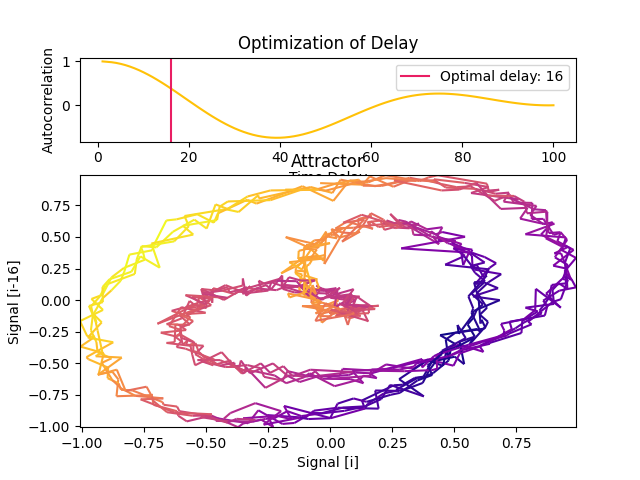 Optimization of Delay
Autocorrelation
1
0
Optimal delay: 16
0 20 40 60 80 100
Time Delay
Attractor
Signal [i-16]
0.75
0.50
0.25
0.00
−0.25
−0.50
−0.75
−1.00
−1.00 −0.75 −0.50 −0.25 0.00 0.25 0.50 0.75
Signal [i]